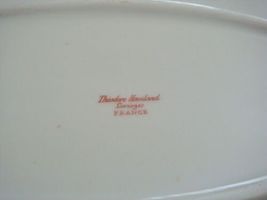 Theodore Haviland
Limoges
FRANCE